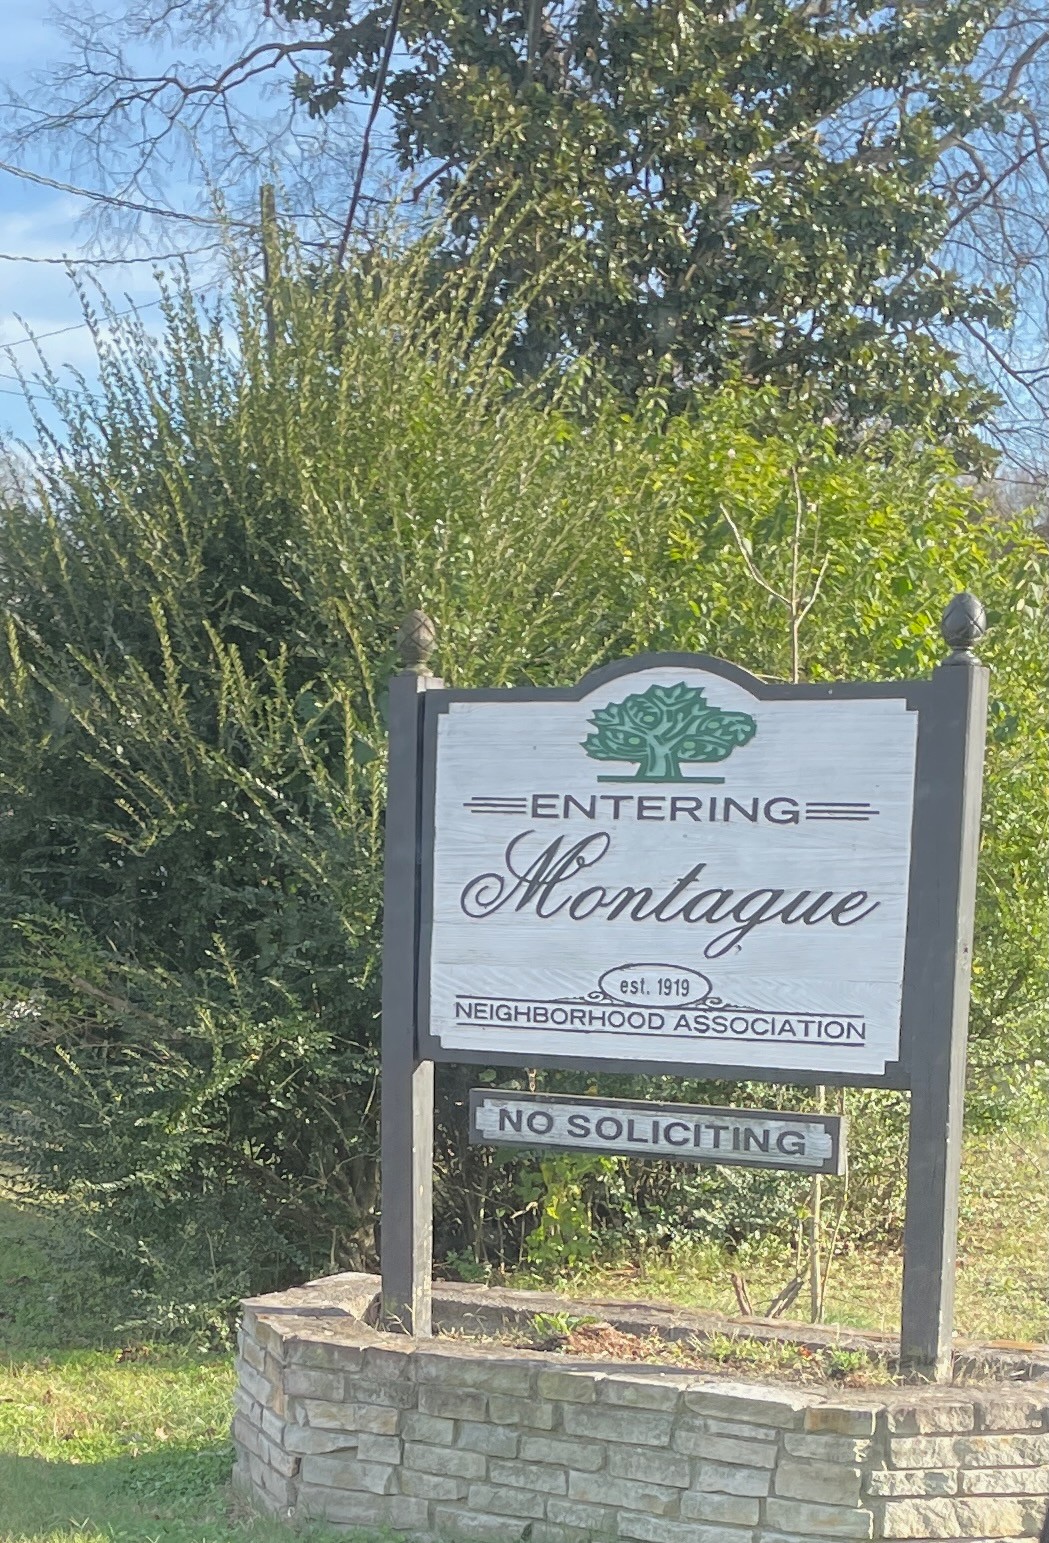 ENTERING
Montague
est. 1919
NEIGHBORHOOD ASSOCIATION
NO SOLICITING